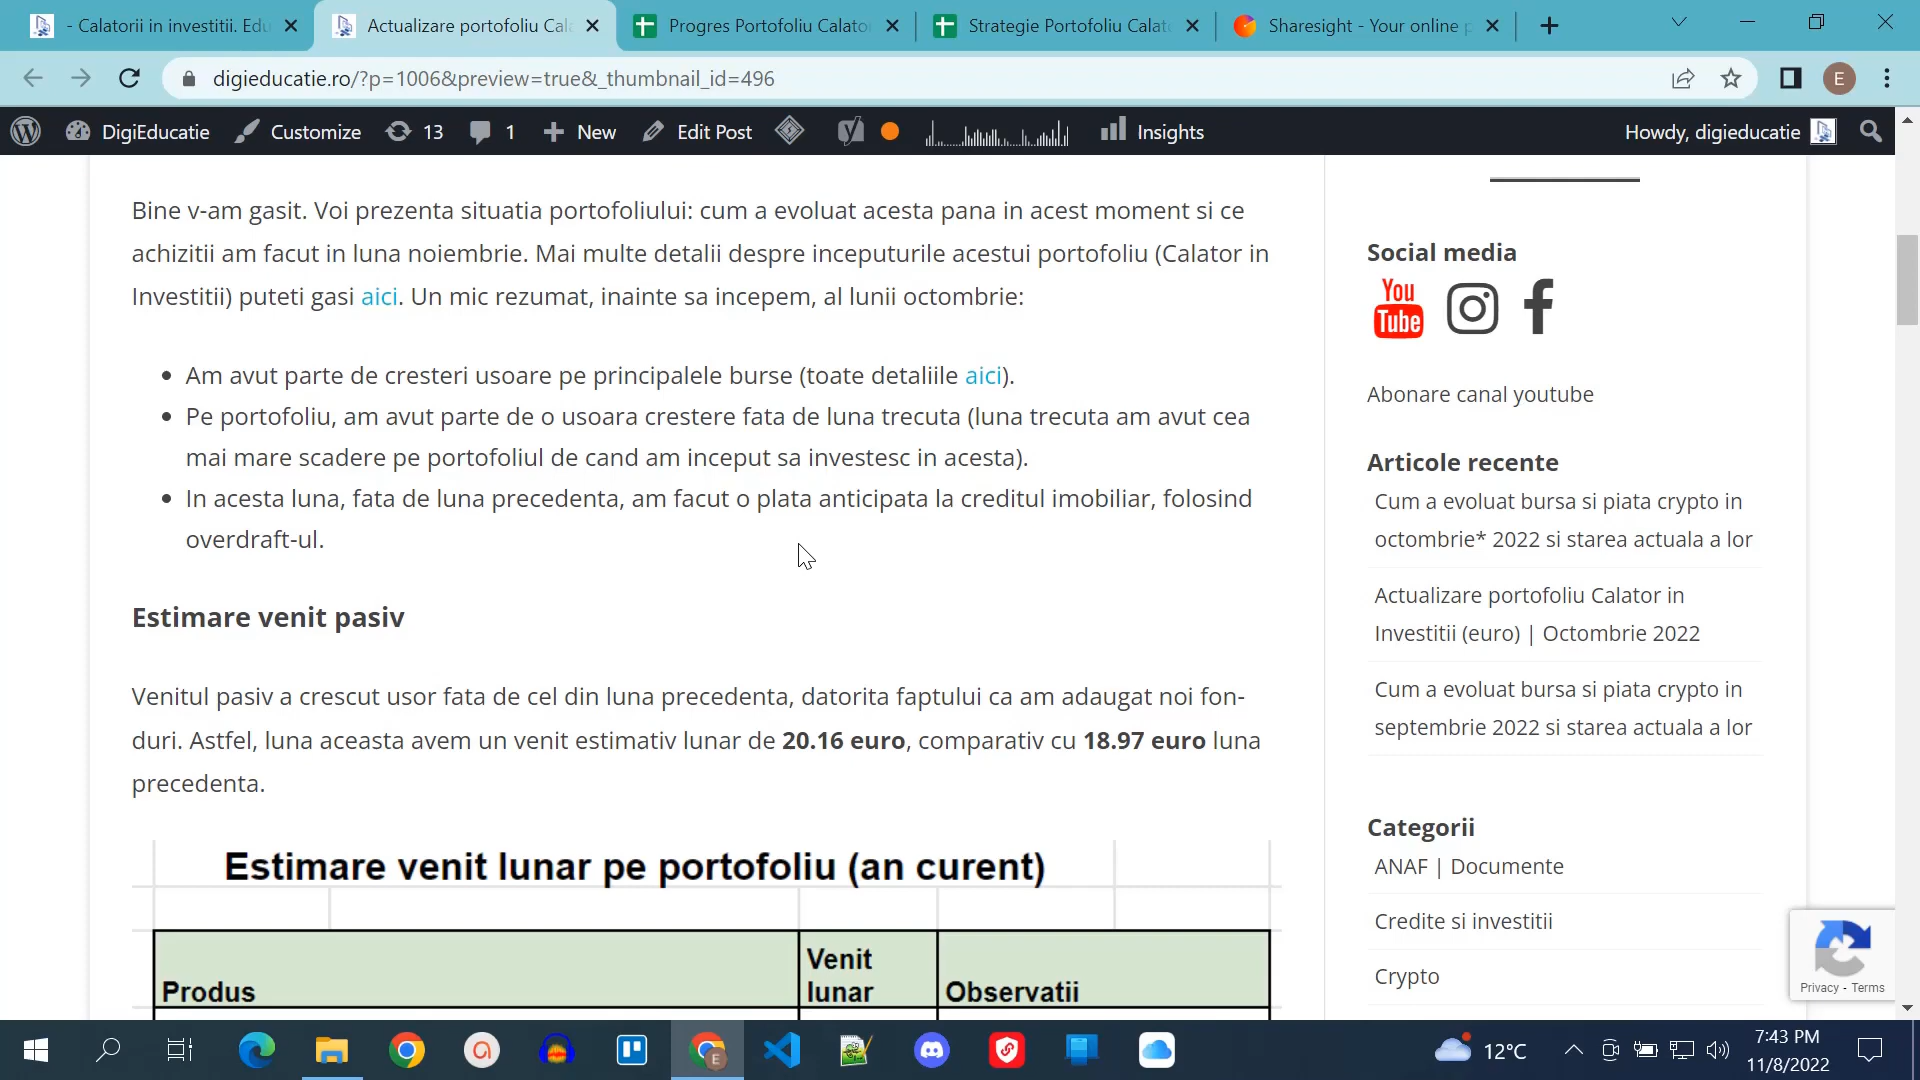 - Calatorii in investitii. Edu
Actualizare portofoliu Cal
Progres Portofoliu Calato
Strategie Portofoliu Calat
Sharesight - Your online p
digieducatie.ro/?p=1006&preview=true&_thumbnail_id=496
E
DigiEducatie
Customize
13
1
New
Edit Post
Insights
Howdy, digieducatie
Bine v-am gasit. Voi prezenta situatia portofoliului: cum a evoluat acesta pana in acest moment si ce
achizitii am facut in luna noiembrie. Mai multe detalii despre inceputurile acestui portofoliu (Calator in
Investitii) puteti gasi aici. Un mic rezumat, inainte sa incepem, al lunii octombrie:
Am avut parte de cresteri usoare pe principalele burse (toate detaliile aici).
Pe portofoliu, am avut parte de o usoara crestere fata de luna trecuta (luna trecuta am avut cea
mai mare scadere pe portofoliul de cand am inceput sa investesc in acesta).
In acesta luna, fata de luna precedenta, am facut o plata anticipata la creditul imobiliar, folosind
overdraft-ul.
Estimare venit pasiv
Venitul pasiv a crescut usor fata de cel din luna precedenta, datorita faptului ca am adaugat noi fon-
duri. Astfel, luna aceasta avem un venit estimativ lunar de 20.16 euro, comparativ cu 18.97 euro luna
precedenta.
Estimare venit lunar pe portofoliu (an curent)
Produs
Venit
lunar
Observatii
Social media
You
Tube
Abonare canal youtube
Articole recente
Cum a evoluat bursa si piata crypto in
octombrie* 2022 si starea actuala a lor
Actualizare portofoliu Calator in
Investitii (euro) | Octombrie 2022
Cum a evoluat bursa si piata crypto in
septembrie 2022 si starea actuala a lor
Categorii
ANAF | Documente
Credite si investitii
Crypto
Privacy - Terms
E
12°C
7:43 PM
11/8/2022